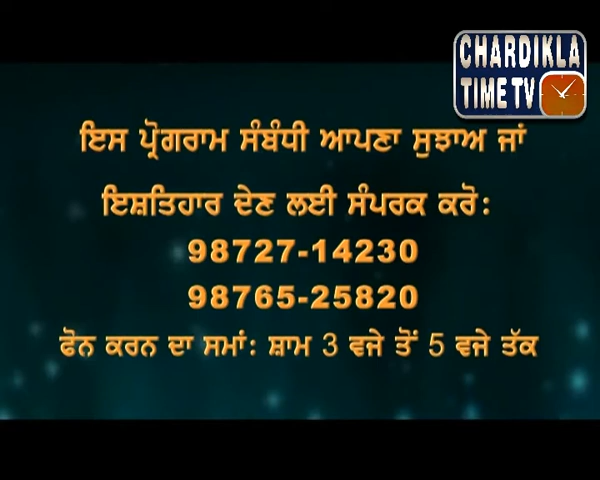 CHARDIKLA
TIME TV
ਇਸ ਪ੍ਰੋਗਰਾਮ ਸੰਬੰਧੀ ਆਪਣਾ ਸੁਝਾਅ ਜਾਂ
ਇਸ਼ਤਿਹਾਰ ਦੇਣ ਲਈ ਸੰਪਰਕ ਕਰੋ:
98727-14230
98765-25820
ਫੋਨ ਕਰਨ ਦਾ ਸਮਾਂ: ਸ਼ਾਮ 3 ਵਜੇ ਤੋਂ 5 ਵਜੇ ਤੱਕ